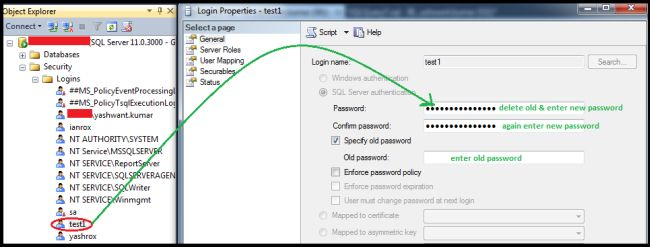 Object Explorer
Connect
SQL Server 11.0.3000 - 
Databases
Security
Logins
##MS_PolicyEventProcessingL
##MS_PolicyTsqlExecutionLo
\yashwant.kumar
ianrox
NT AUTHORITY\SYSTEM
NT Service\MSSQLSERVER
NT SERVICE\ReportServer
NT SERVICE\SQLSERVERAGEN
NT SERVICE\SQLWriter
NT SERVICE\Winmgmt
sa
test1
yashrox
Login Properties - test1
Select a page
General
Server Roles
User Mapping
Securables
Status
Script
Help
Login name: test1 Search...
Windows authentication
SQL Server authentication
Password: ●●●●●●●●●●●●●●● delete old & enter new password
Confirm password: ●●●●●●●●●●●●●●● again enter new password
Specify old password
Old password: enter old password
Enforce password policy
Enforce password expiration
User must change password at next login
Mapped to certificate
Mapped to asymmetric key